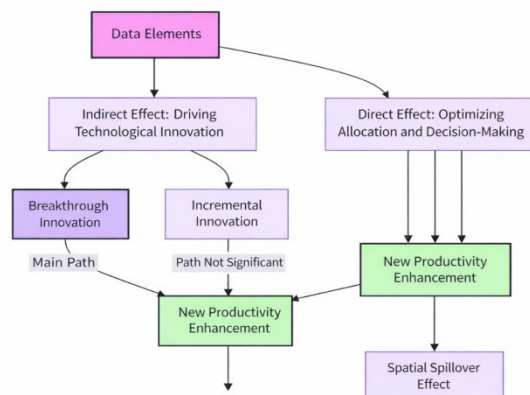 Data Elements
Indirect Effect: Driving
Technological Innovation
Direct Effect: Optimizing
Allocation and Decision-Making
Breakthrough
Innovation
Incremental
Innovation
Main Path
Path Not Significant
New Productivity
Enhancement
New Productivity
Enhancement
Spatial Spillover
Effect